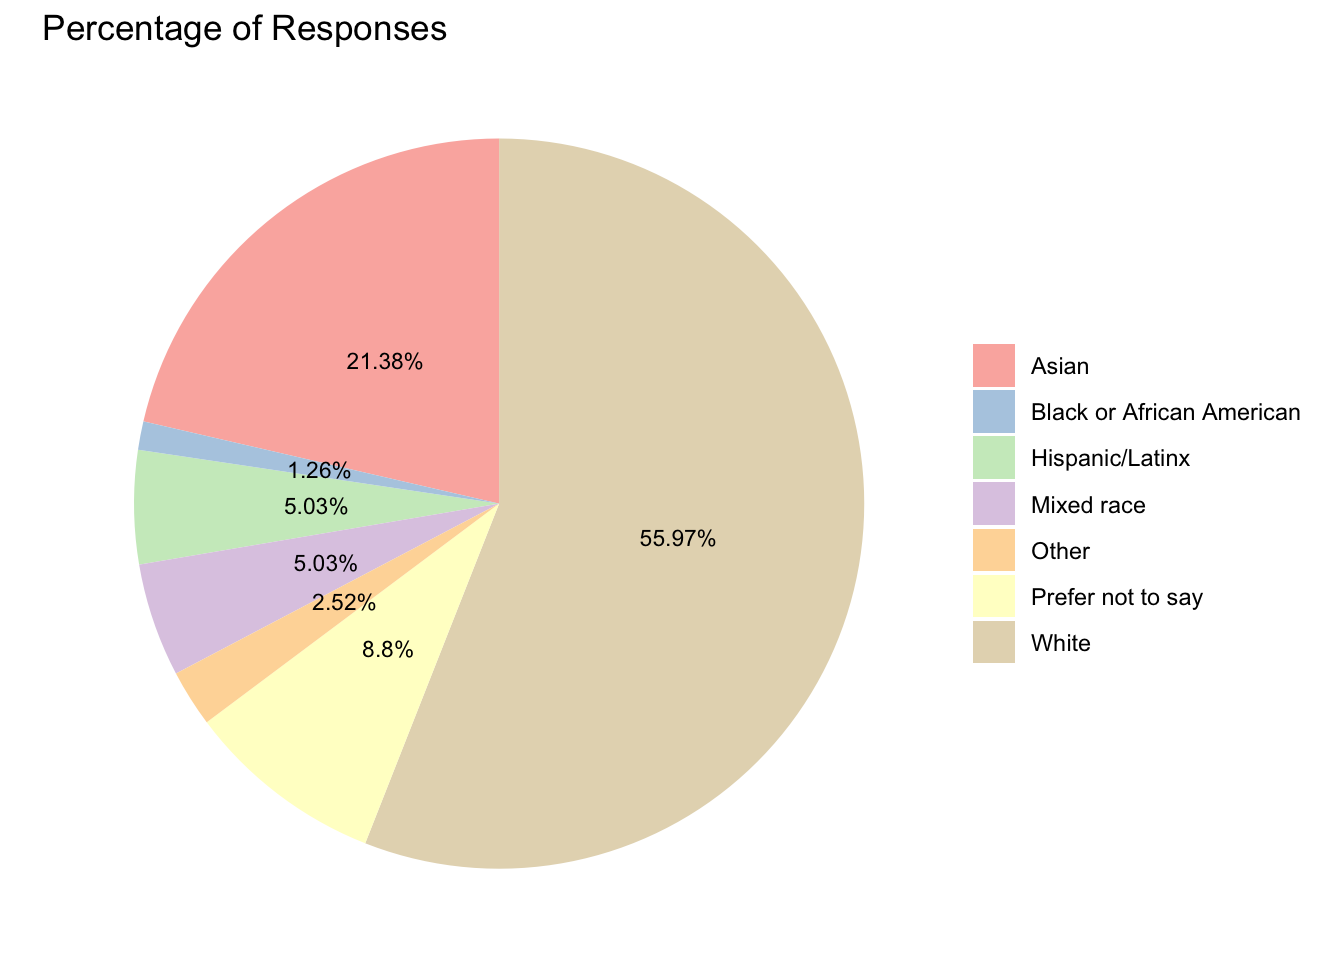 Percentage of Responses
21.38%
1.26%
5.03%
5.03%
2.52%
8.8%
55.97%
Asian
Black or African American
Hispanic/Latinx
Mixed race
Other
Prefer not to say
White